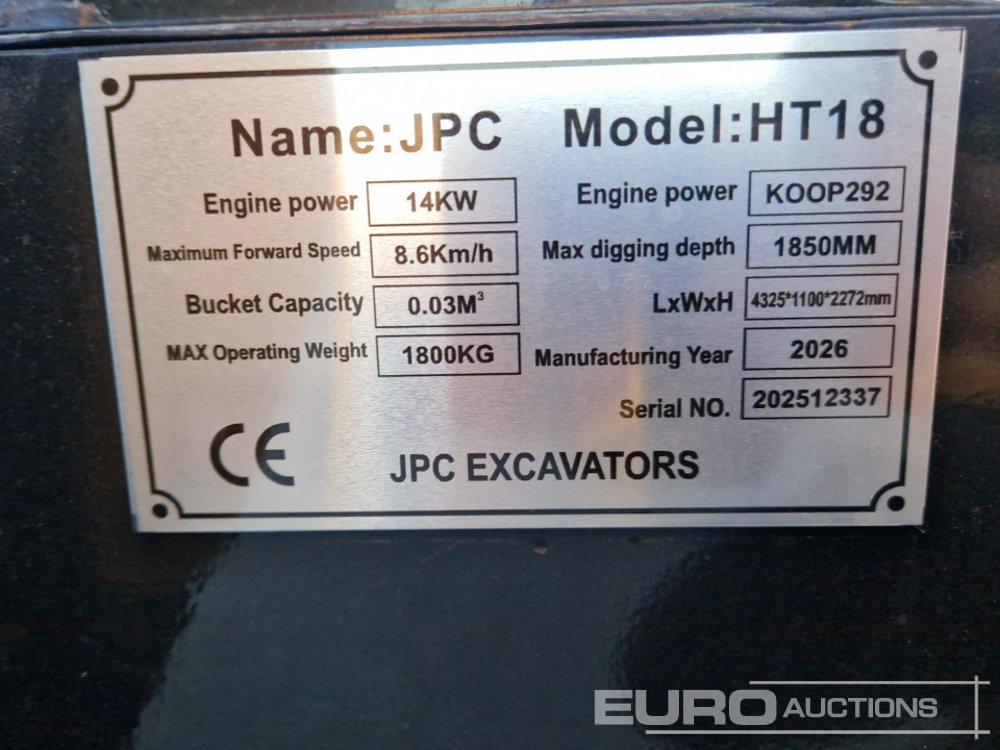 Name:JPC Model:HT18
Engine power 14KW Engine power KOOP292
Maximum Forward Speed 8.6Km/h Max digging depth 1850MM
Bucket Capacity 0.03M³ LxWxH 4325*1100*2272mm
MAX Operating Weight 1800KG Manufacturing Year 2026
Serial NO. 202512337
CE JPC EXCAVATORS
EURO AUCTIONS